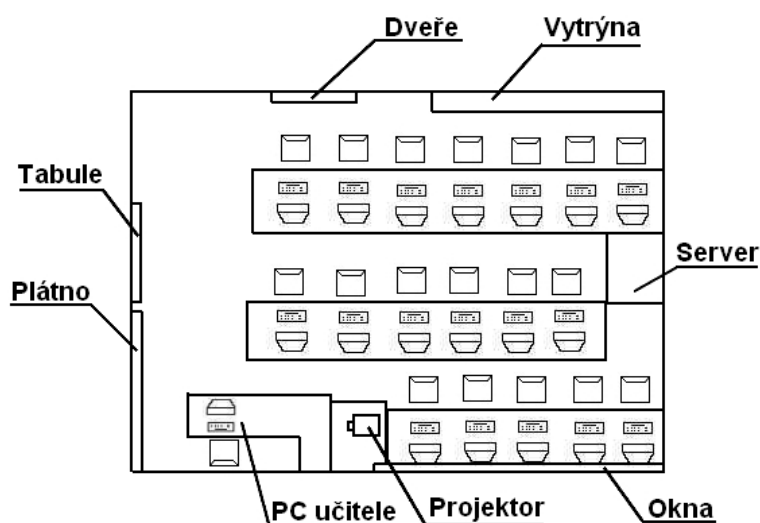 Dveře
Vytrýna
Tabule
Server
Plátno
PC učitele
Projektor
Okna